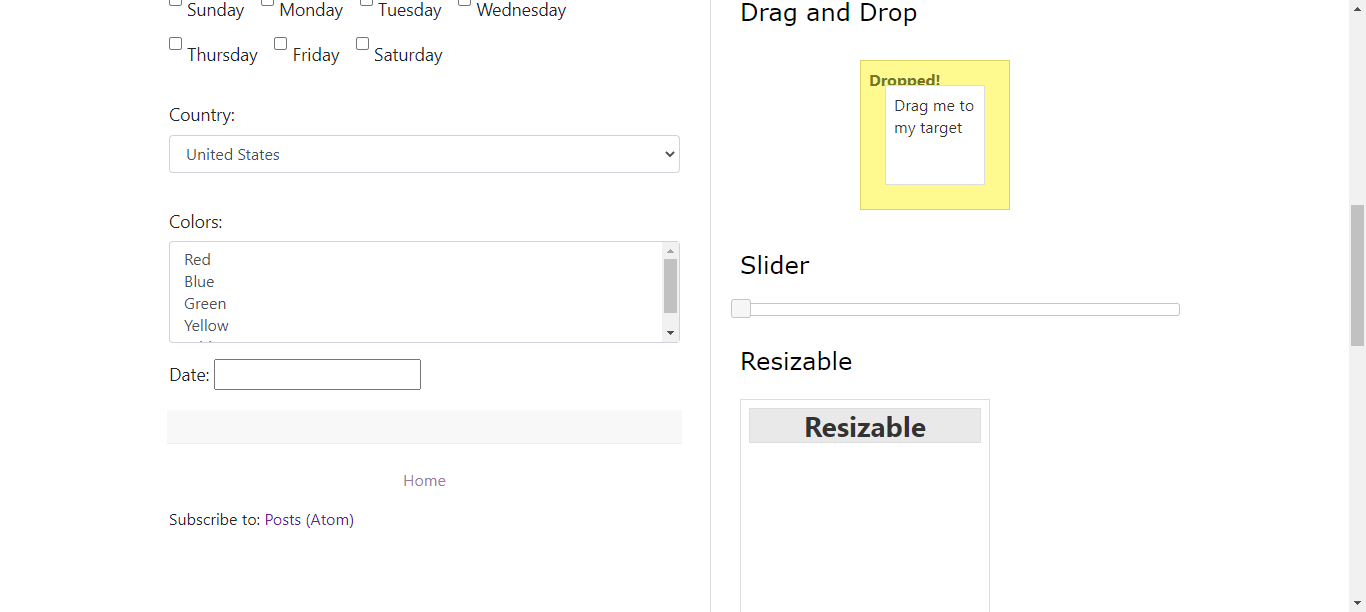 Sunday Monday Tuesday Wednesday
Thursday Friday Saturday
Country:
United States
Colors:
Red
Blue
Green
Yellow
Date:
Home
Subscribe to: Posts (Atom)
Drag and Drop
Dropped!
Drag me to
my target
Slider
Resizable
Resizable